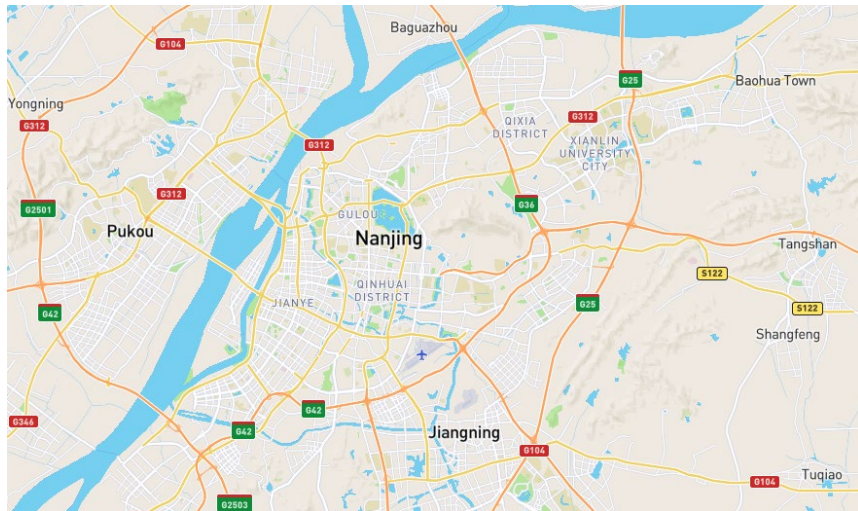 Baguazhou
G104
G25
Baohua Town
Yongning
G312
G312
QIXIA
DISTRICT
G312
XIANLIN
UNIVERSITY
CITY
G312
G2501
G36
GULOU
Pukou
Nanjing
Tangshan
S122
QINHUAI
DISTRICT
JIANYE
G42
G25
S122
Shangfeng
G42
G346
G42
Jiangning
G104
Tuqiao
G104
G2503